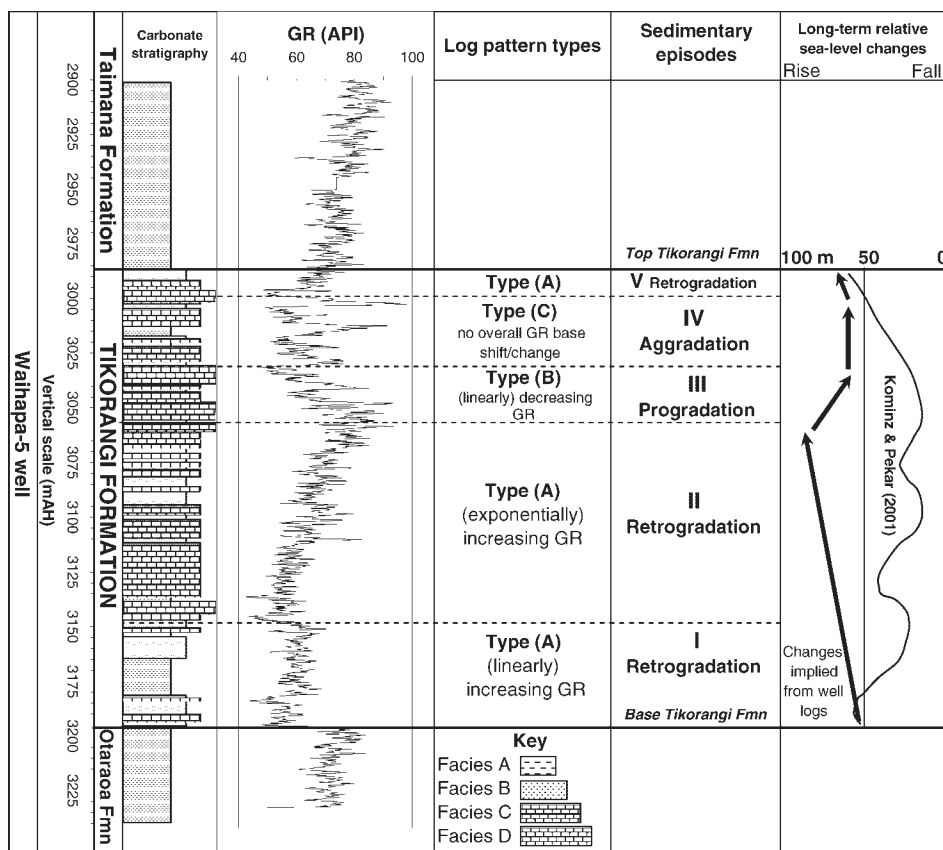 Carbonate
stratigraphy
GR (API)
40 60 80 100
Log pattern types
Sedimentary
episodes
Long-term relative
sea-level changes
Rise Fall
Waihapa-5 well
Vertical scale (mAH)
2900
2925
2950
2975
3000
3025
3050
3075
3100
3125
3150
3175
3200
3225
Taimana Formation
TIKORANGI FORMATION
Otaraoa Fmn
Top Tikorangi Fmn
100 m 50 0
Type (A)
V Retrogradation
Type (C)
no overall GR base
shift/change
IV
Aggradation
Type (B)
(linearly) decreasing
GR
III
Progradation
Type (A)
(exponentially)
increasing GR
II
Retrogradation
Type (A)
(linearly)
increasing GR
I
Retrogradation
Base Tikorangi Fmn
Kominz & Pekar (2001)
Changes
implied
from well
logs
Key
Facies A
Facies B
Facies C
Facies D